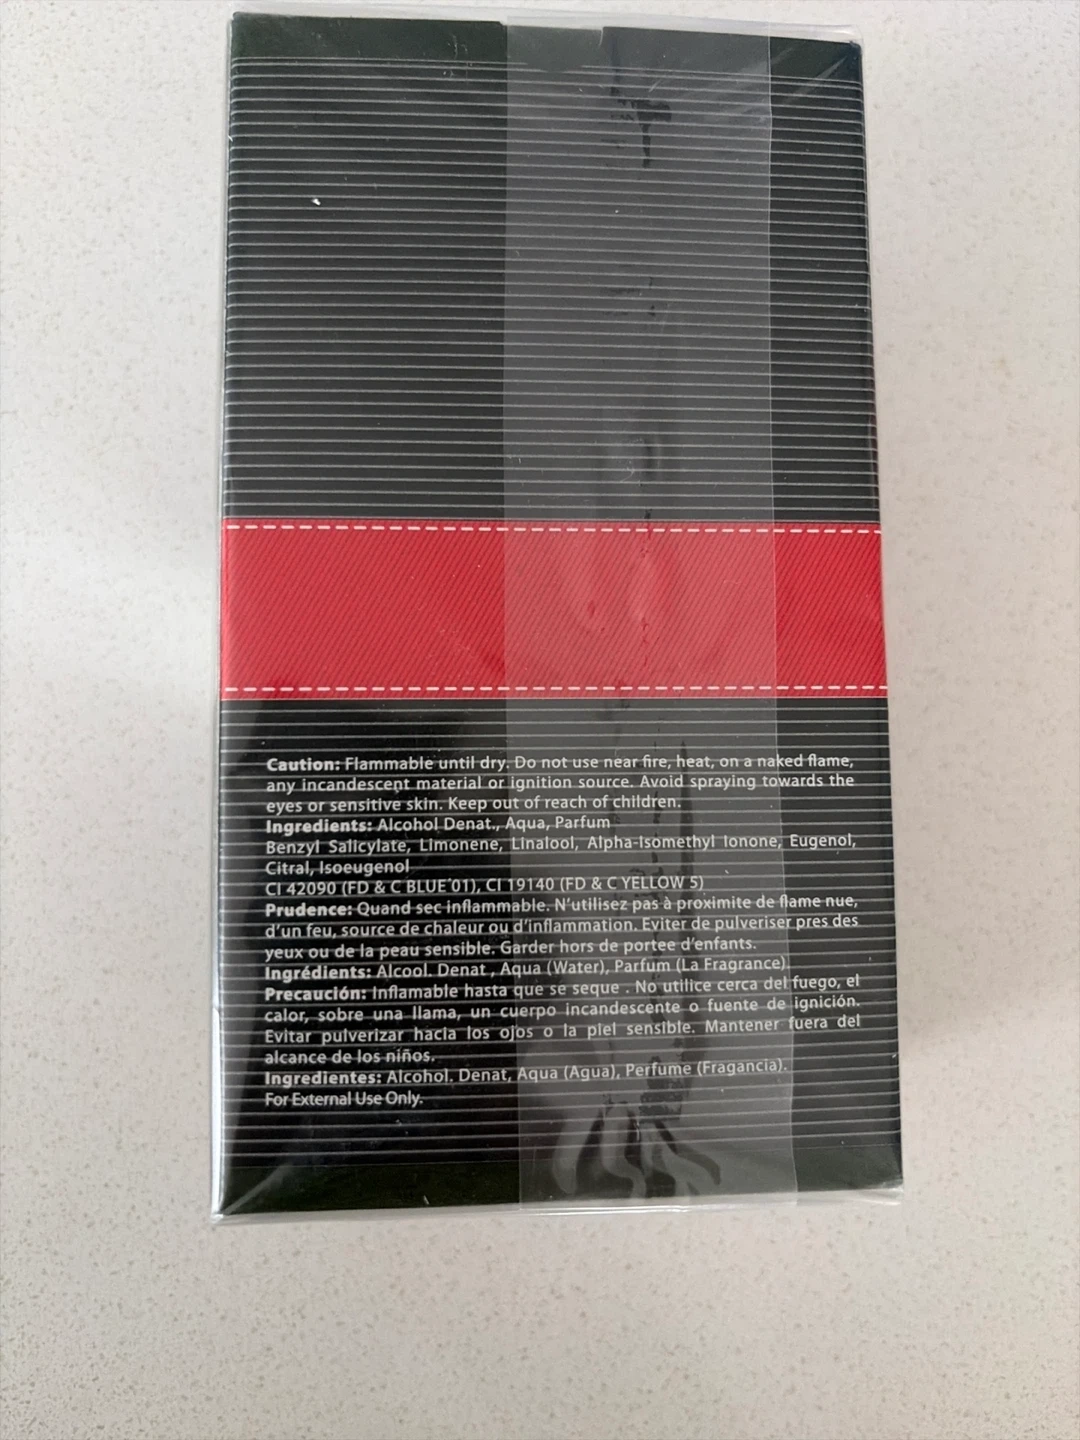 Caution: Flammable until dry. Do not use near fire, heat, on a naked flame,
any incandescent material or ignition source. Avoid spraying towards the
eyes or sensitive skin. Keep out of reach of children.
Ingredients: Alcohol Denat., Aqua, Parfum
Benzyl Salicylate, Limonene, Linalool, Alpha-Isomethyl Ionone, Eugenol,
Citral, Isoeugenol
CI 42090 (FD & C BLUE 01), CI 19140 (FD & C YELLOW 5)
Prudence: Quand sec inflammable. N'utilisez pas à proximite de flame nue,
d'un feu, source de chaleur ou d'inflammation. Eviter de pulveriser pres des
yeux ou de la peau sensible. Garder hors de portee d'enfants.
Ingrédients: Alcool. Denat , Aqua (Water), Parfum (La Fragrance).
Precaución: Inflamable hasta que se seque . No utilice cerca del fuego, el
calor, sobre una llama, un cuerpo incandescente o fuente de ignición.
Evitar pulverizar hacia los ojos o la piel sensible. Mantener fuera del
alcance de los niños.
Ingredientes: Alcohol. Denat, Aqua (Agua), Perfume (Fragancia).
For External Use Only.